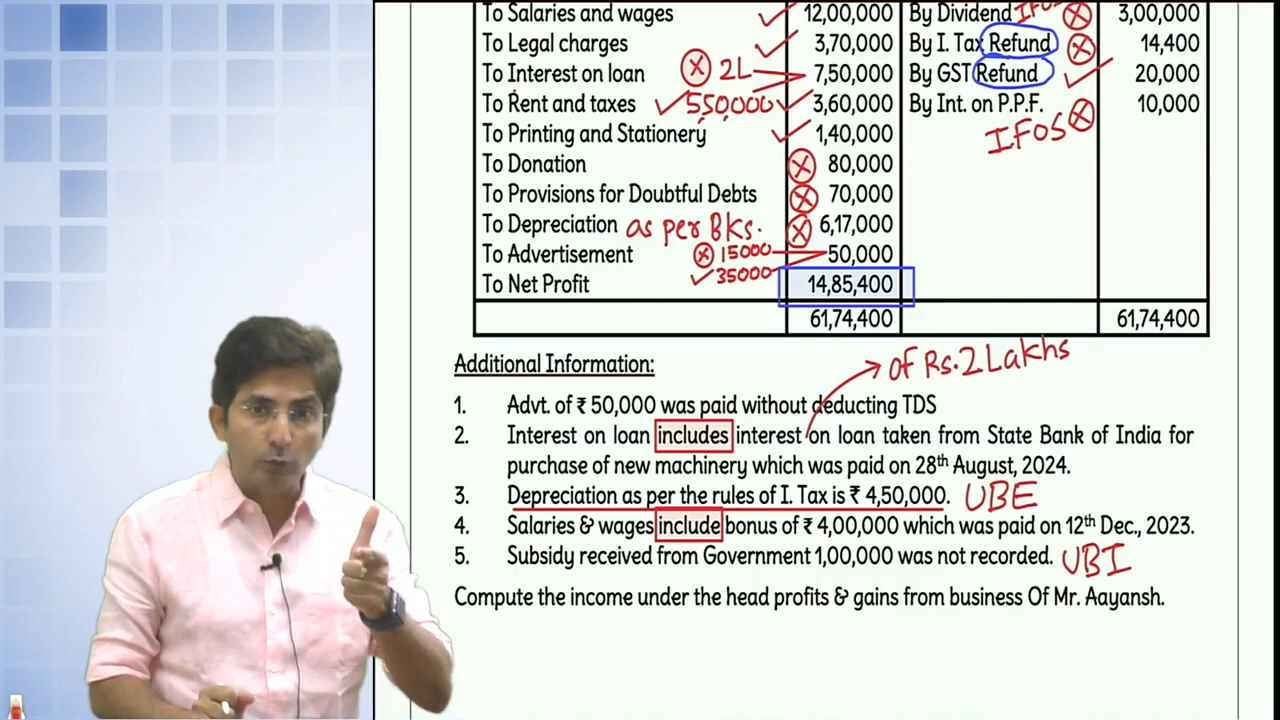 To Salaries and wages ✓ 12,00,000 By Dividend IFOS ⊗ 3,00,000
To Legal charges ✓ 3,70,000 By I. Tax Refund ⊗ 14,400
To Interest on loan ⊗ 2L 7,50,000 By GST Refund ✓ 20,000
To Rent and taxes ✓ 5,50,000 ✓ 3,60,000 By Int. on P.P.F. ⊗ 10,000
To Printing and Stationery ✓ 1,40,000 IFOS
To Donation ⊗ 80,000
To Provisions for Doubtful Debts ⊗ 70,000
To Depreciation as per Bks. ⊗ 6,17,000
To Advertisement ⊗ 15000 50,000
✓ 35000
To Net Profit 14,85,400
61,74,400 61,74,400
Additional Information:
of Rs.2 Lakhs
1. Advt. of ₹ 50,000 was paid without deducting TDS
2. Interest on loan includes interest on loan taken from State Bank of India for
purchase of new machinery which was paid on 28th August, 2024.
3. Depreciation as per the rules of I. Tax is ₹ 4,50,000. UBE
4. Salaries & wages include bonus of ₹ 4,00,000 which was paid on 12th Dec., 2023.
5. Subsidy received from Government 1,00,000 was not recorded. UBI
Compute the income under the head profits & gains from business Of Mr. Aayansh.